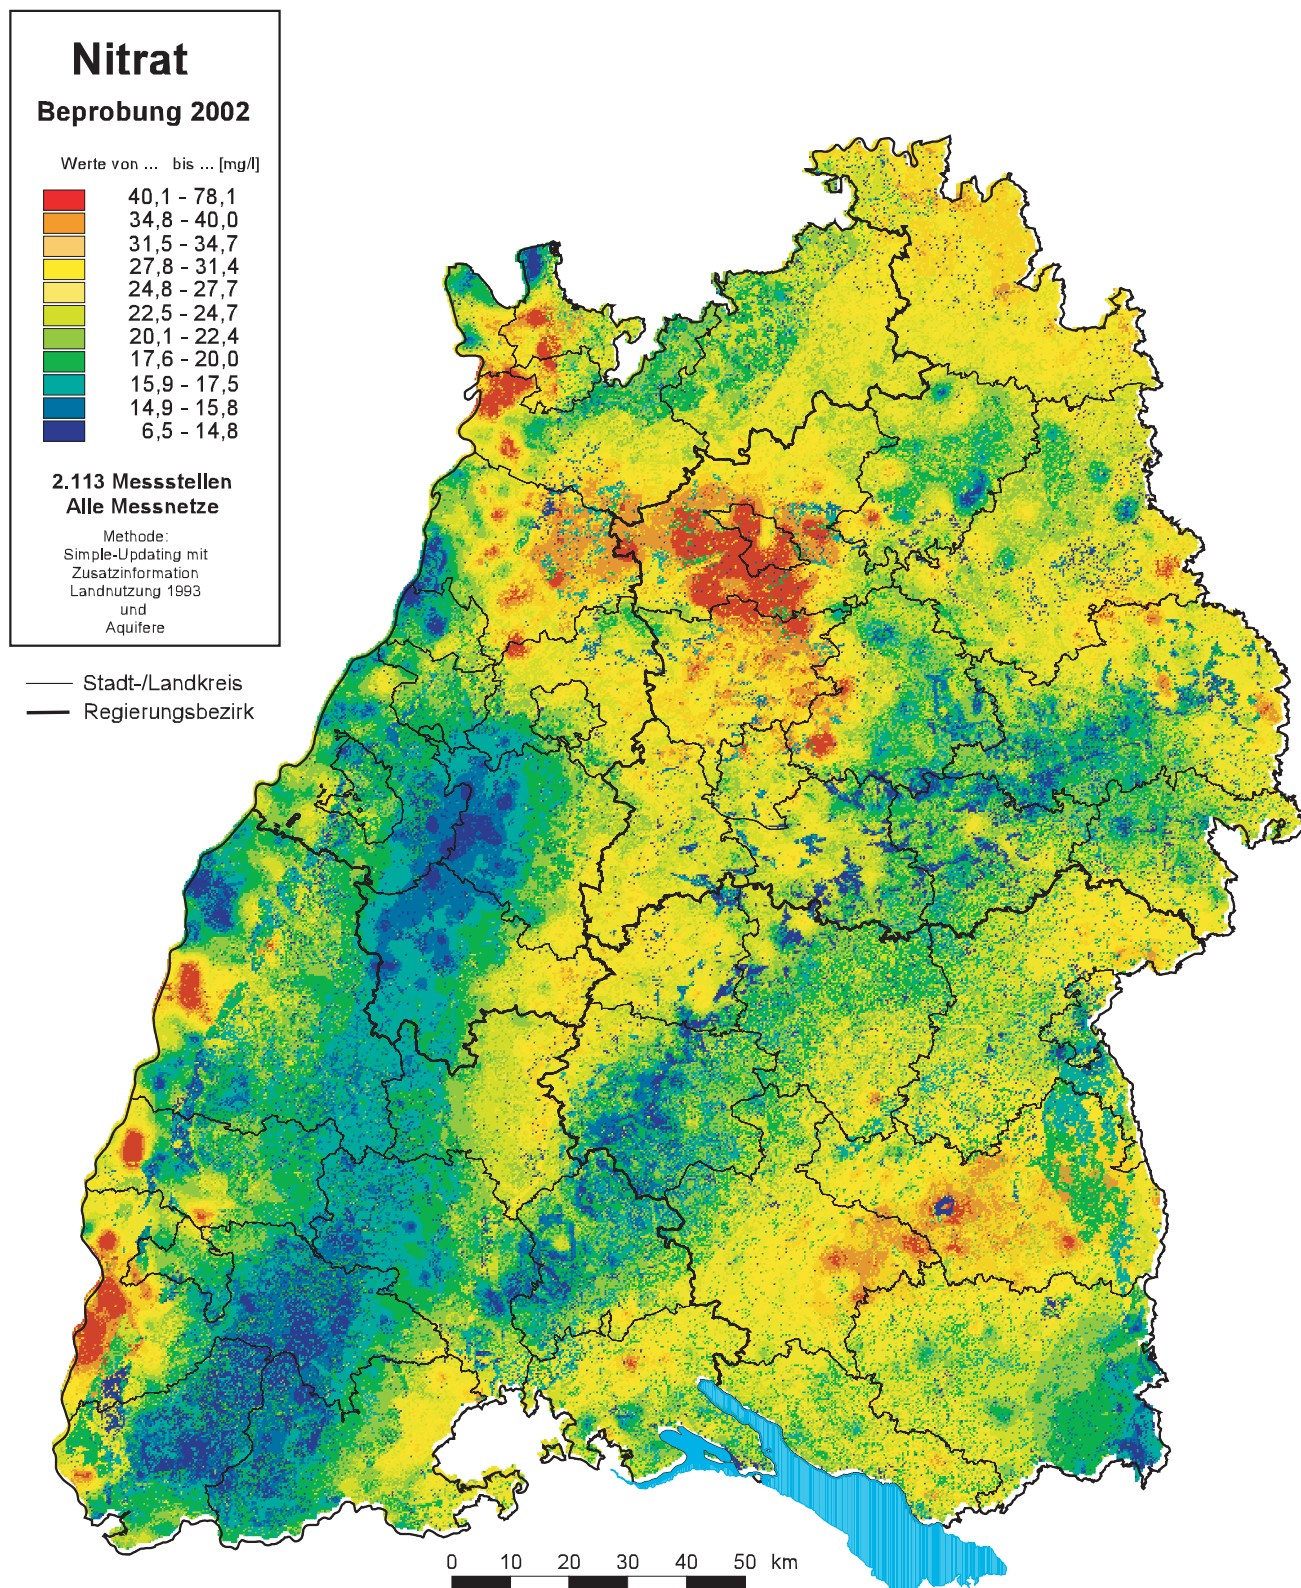 Nitrat
Beprobung 2002
Werte von ... bis ... [mg/l]
40,1 - 78,1
34,8 - 40,0
31,5 - 34,7
27,8 - 31,4
24,8 - 27,7
22,5 - 24,7
20,1 - 22,4
17,6 - 20,0
15,9 - 17,5
14,9 - 15,8
6,5 - 14,8
2.113 Messstellen
Alle Messnetze
Methode:
Simple-Updating mit
Zusatzinformation
Landnutzung 1993
und
Aquifere
Stadt-/Landkreis
Regierungsbezirk
0 10 20 30 40 50 km